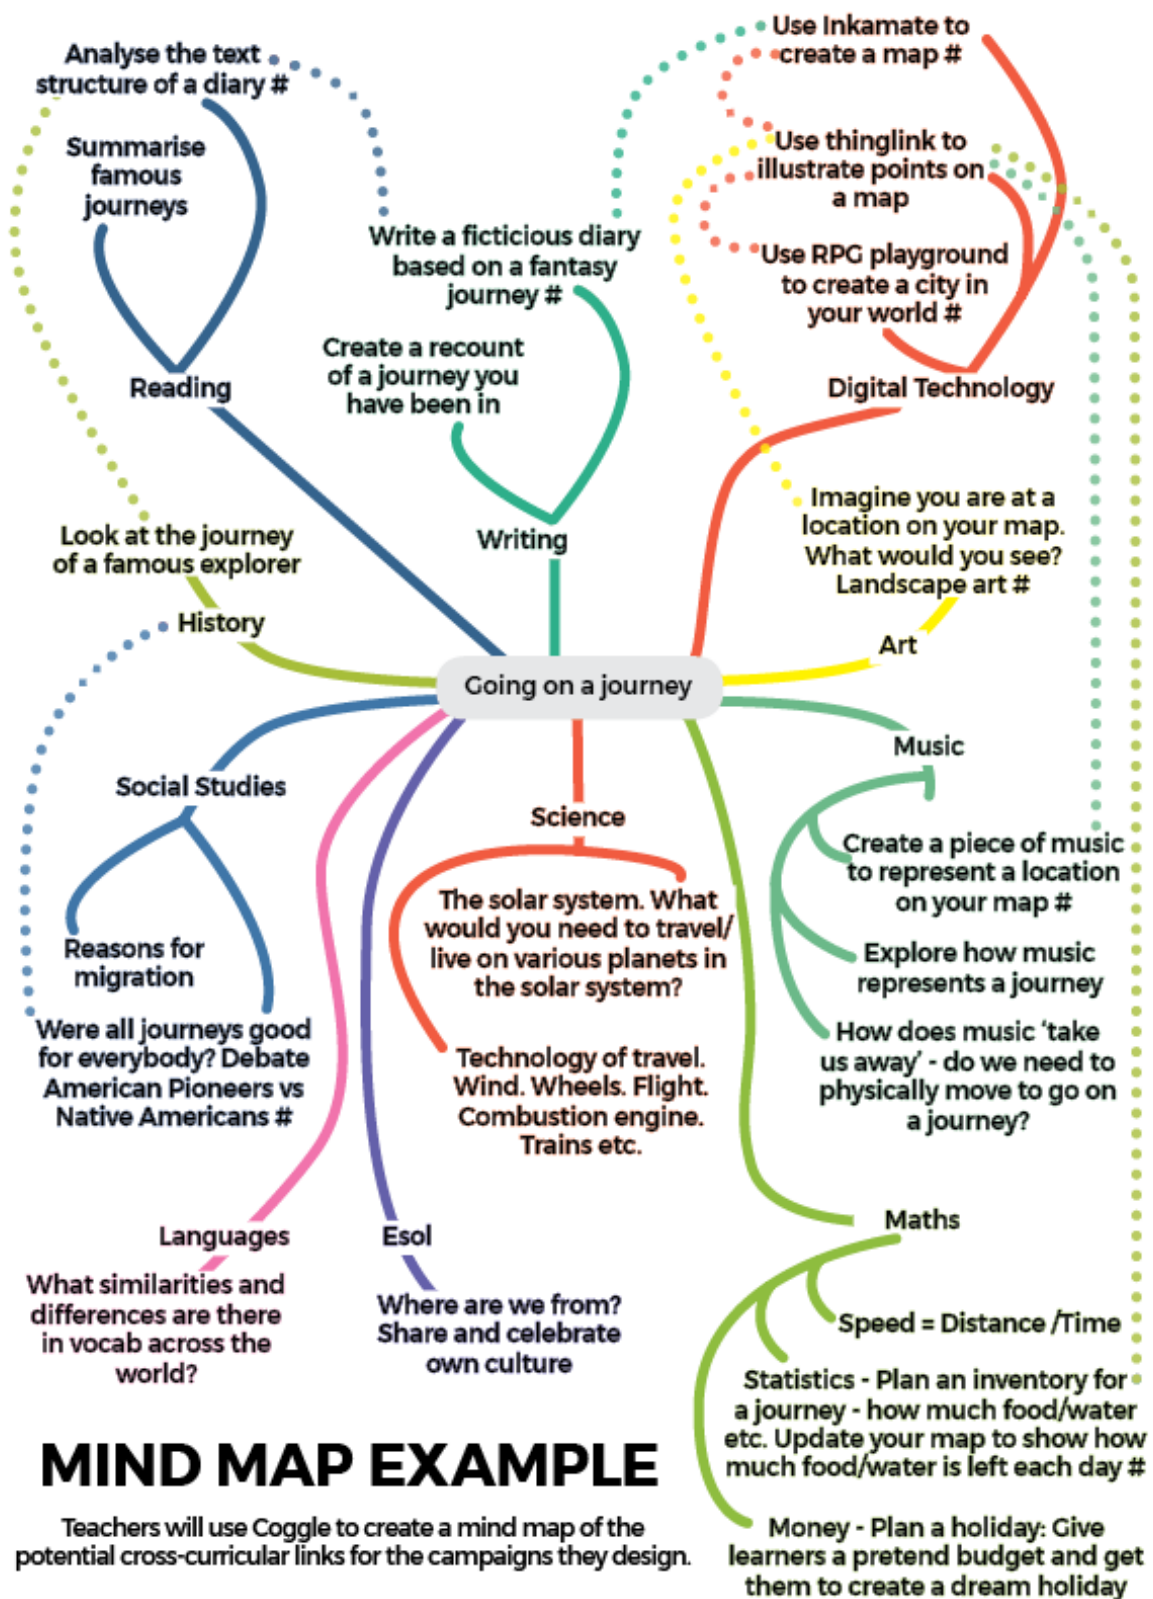 Analyse the text
structure of a diary #
Summarise
famous
journeys
Reading
Write a ficticious diary
based on a fantasy
journey #
Create a recount
of a journey you
have been in
Writing
Use Inkamate to
create a map #
Use thinglink to
illustrate points on
a map
Use RPG playground
to create a city in
your world #
Digital Technology
Look at the journey
of a famous explorer
History
Imagine you are at a
location on your map.
What would you see?
Landscape art #
Art
Going on a journey
Social Studies
Reasons for
migration
Were all journeys good
for everybody? Debate
American Pioneers vs
Native Americans #
Science
The solar system. What
would you need to travel/
live on various planets in
the solar system?
Technology of travel.
Wind. Wheels. Flight.
Combustion engine.
Trains etc.
Music
Create a piece of music
to represent a location
on your map #
Explore how music
represents a journey
How does music ‘take
us away’ - do we need to
physically move to go on
a journey?
Languages
What similarities and
differences are there
in vocab across the
world?
Esol
Where are we from?
Share and celebrate
own culture
Maths
Speed = Distance /Time
Statistics - Plan an inventory for
a journey - how much food/water
etc. Update your map to show how
much food/water is left each day #
Money - Plan a holiday: Give
learners a pretend budget and get
them to create a dream holiday
MIND MAP EXAMPLE
Teachers will use Coggle to create a mind map of the
potential cross-curricular links for the campaigns they design.